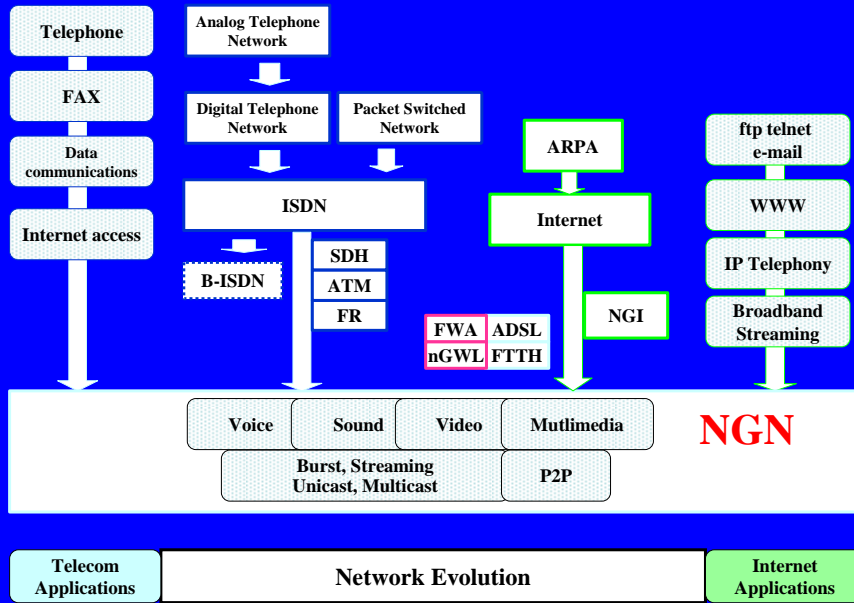 Telephone
FAX
Data
communications
Internet access
Analog Telephone
Network
Digital Telephone
Network
Packet Switched
Network
ISDN
B-ISDN
SDH
ATM
FR
ARPA
Internet
NGI
FWA ADSL
nGWL FTTH
ftp telnet
e-mail
WWW
IP Telephony
Broadband
Streaming
Voice Sound Video Mutlimedia
Burst, Streaming
Unicast, Multicast
P2P
NGN
Telecom
Applications
Network Evolution
Internet
Applications